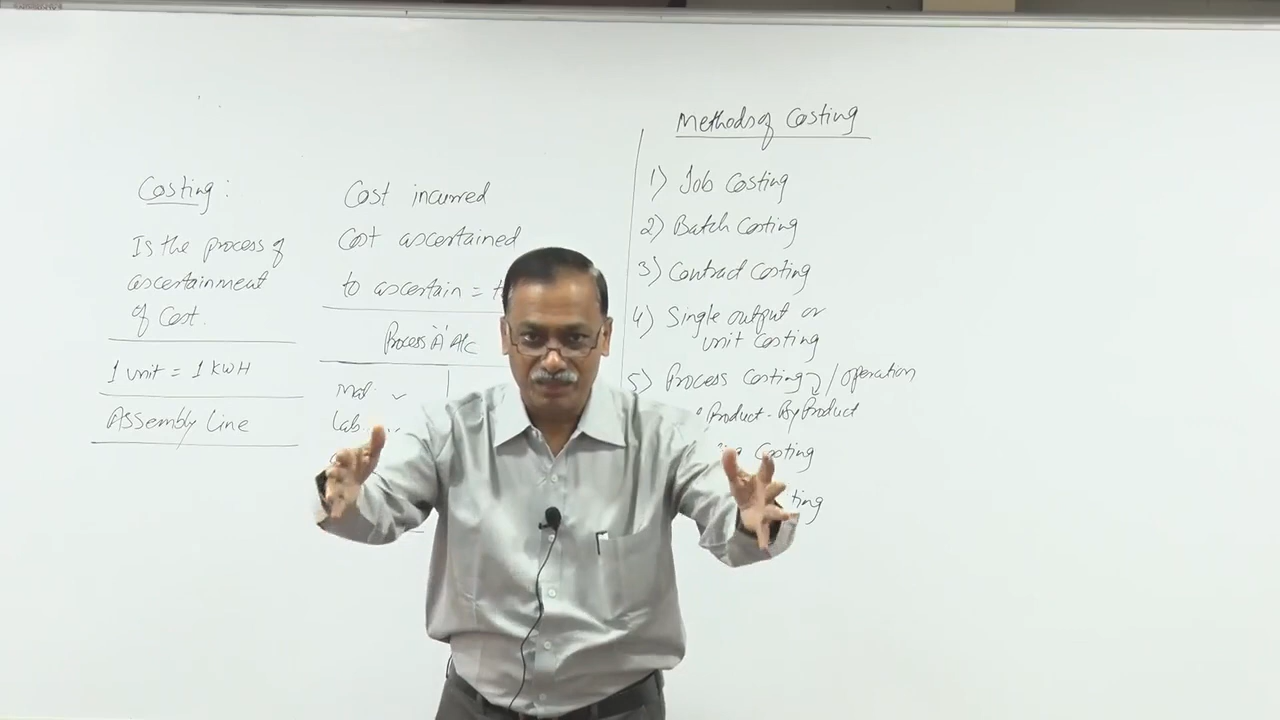 Costing:
Is the process of
ascertainment
of Cost.
1 unit = 1 KWH
Assembly Line
Cost incurred
Cost ascertained
to ascertain =
Process 'A' A/C
Mat.
Lab.
Methods of Costing
1) Job Costing
2) Batch Costing
3) Contract Costing
4) Single output or
unit Costing
5) Process Costing / operation
Product - By Product
Costing